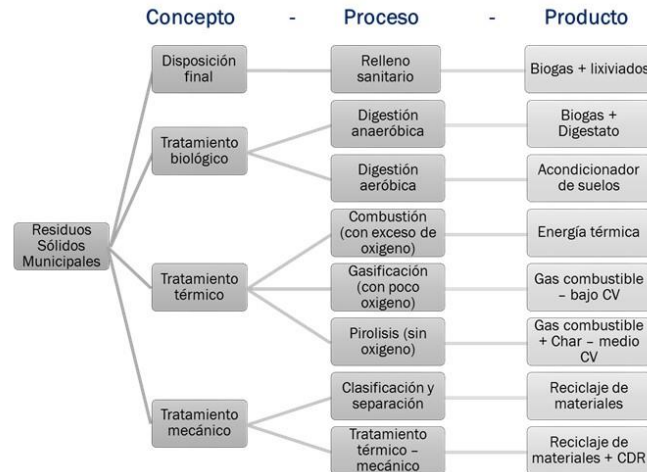 Concepto - Proceso - Producto
Disposición
final
Relleno
sanitario
Biogas + lixiviados
Tratamiento
biológico
Digestión
anaeróbica
Biogas +
Digestato
Digestión
aeróbica
Acondicionador
de suelos
Residuos
Sólidos
Municipales
Tratamiento
térmico
Combustión
(con exceso de
oxigeno)
Energía térmica
Gasificación
(con poco
oxigeno)
Gas combustible
– bajo CV
Pirolisis (sin
oxigeno)
Gas combustible
+ Char – medio
CV
Tratamiento
mecánico
Clasificación y
separación
Reciclaje de
materiales
Tratamiento
térmico –
mecánico
Reciclaje de
materiales + CDR